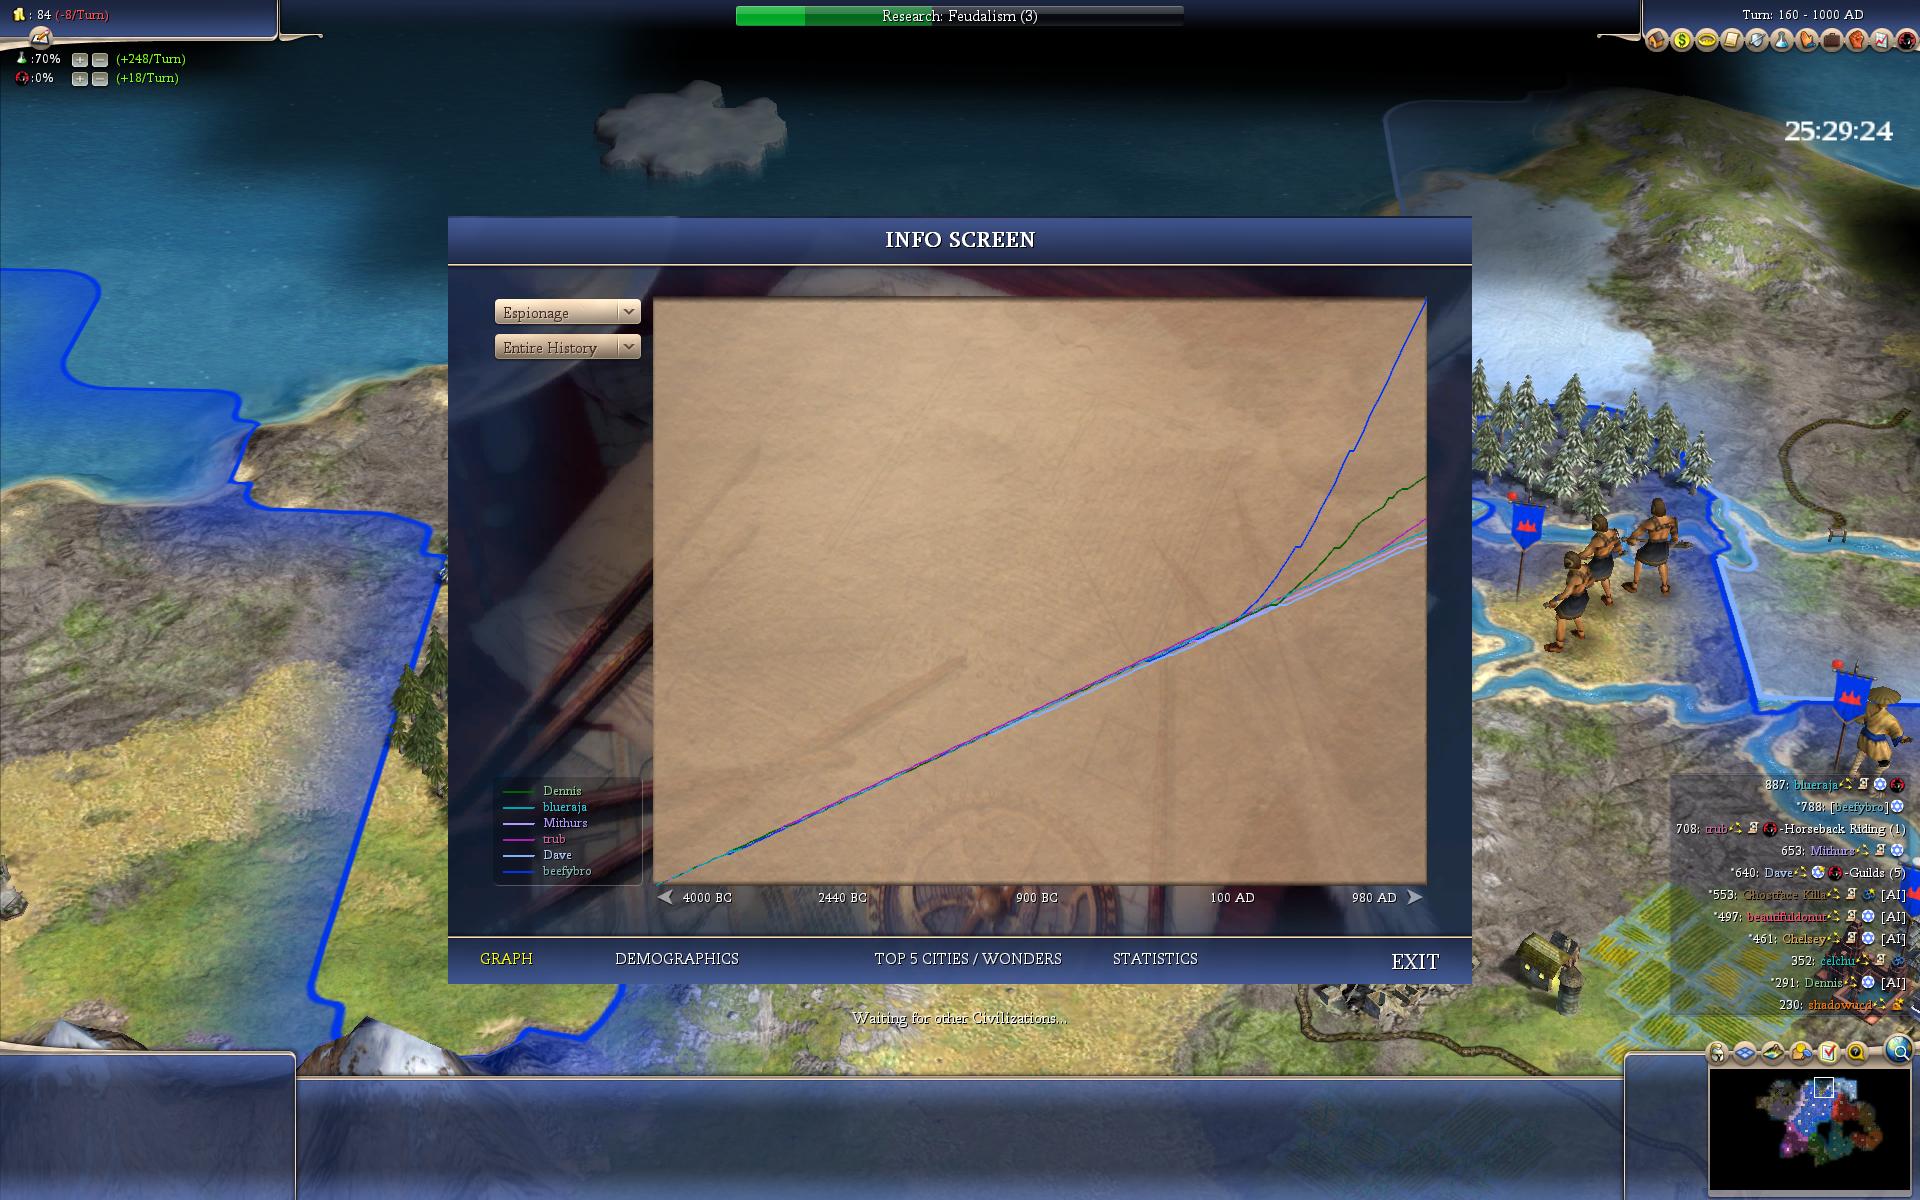 : 84 (-8/Turn)
Research: Feudalism (3)
Turn: 160 - 1000 AD
:70% (+248/Turn)
:0% (+18/Turn)
25:29:24
INFO SCREEN
Espionage
Entire History
Dennis
blueraja
Mithurs
trub
Dave
beefybro
4000 BC 2440 BC 900 BC 100 AD 980 AD
GRAPH DEMOGRAPHICS TOP 5 CITIES / WONDERS STATISTICS EXIT
Waiting for other Civilizations...
887: blueraja
*788: [beefybro]
708: trub -Horseback Riding (1)
653: Mithurs
*640: Dave -Guilds (5)
*553: Ghostface Killa [AI]
*497: beautifuldonut [AI]
*461: Chelsey [AI]
352: celchu
*291: Dennis [AI]
230: shadowucd